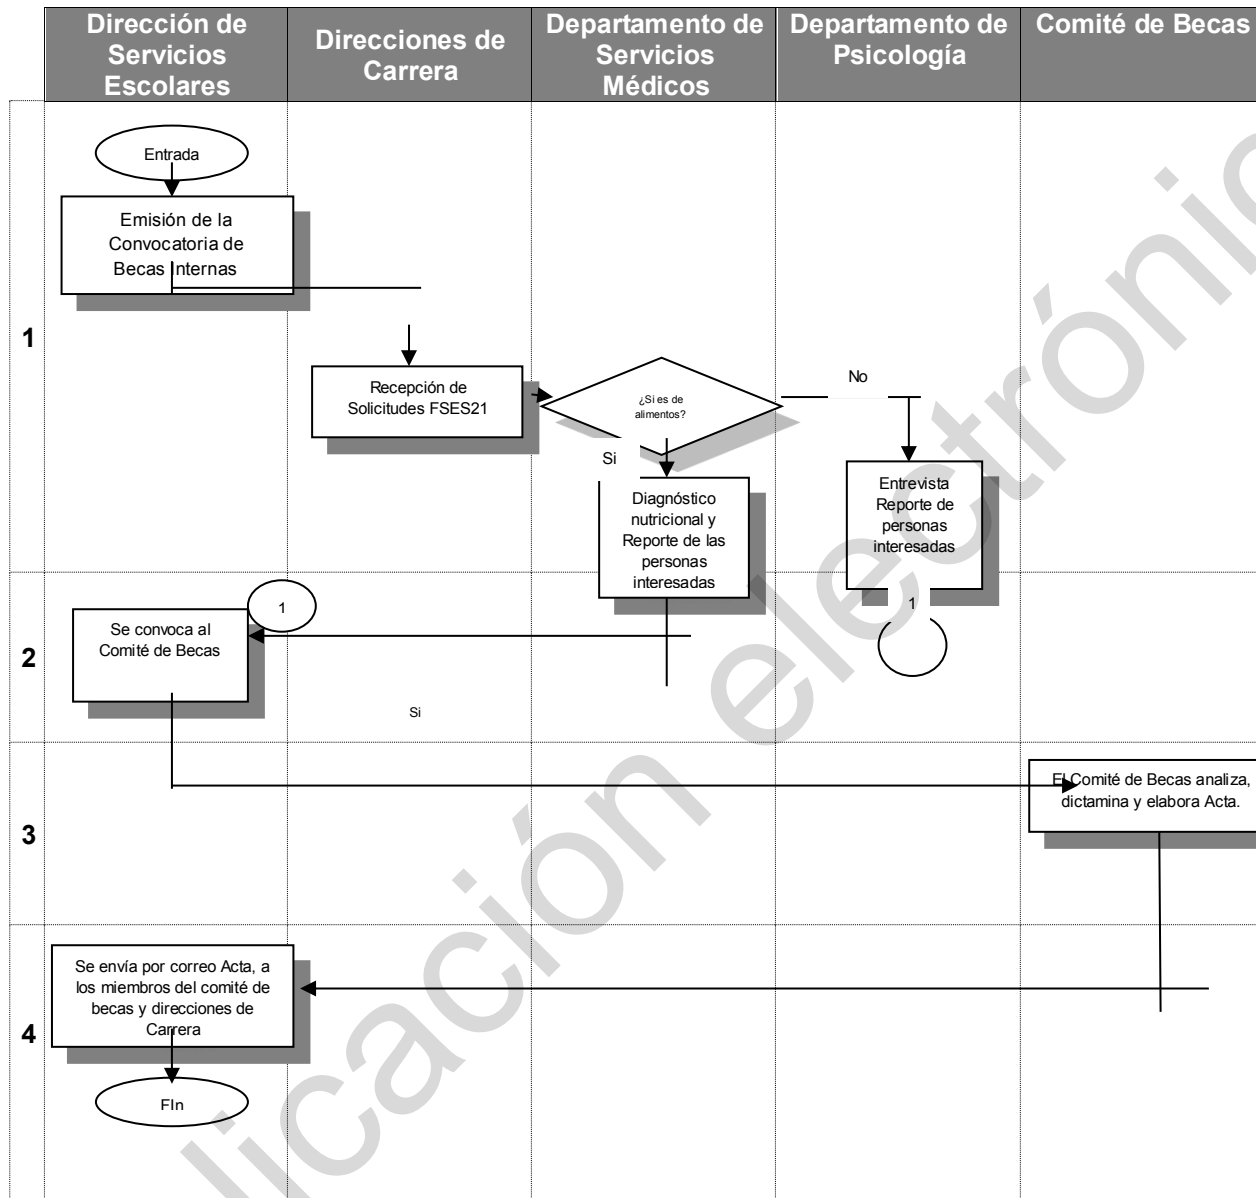 Dirección de
Servicios
Escolares
Direcciones de
Carrera
Departamento de
Servicios
Médicos
Departamento de
Psicología
Comité de Becas
1
Entrada
Emisión de la
Convocatoria de
Becas Internas
Recepción de
Solicitudes FSES21
¿Si es de
alimentos?
No
Si
Diagnóstico
nutricional y
Reporte de las
personas
interesadas
Entrevista
Reporte de
personas
interesadas
1
2
1
Se convoca al
Comité de Becas
Si
3
El Comité de Becas analiza,
dictamina y elabora Acta.
4
Se envía por correo Acta, a
los miembros del comité de
becas y direcciones de
Carrera
FIn
licación electrónic